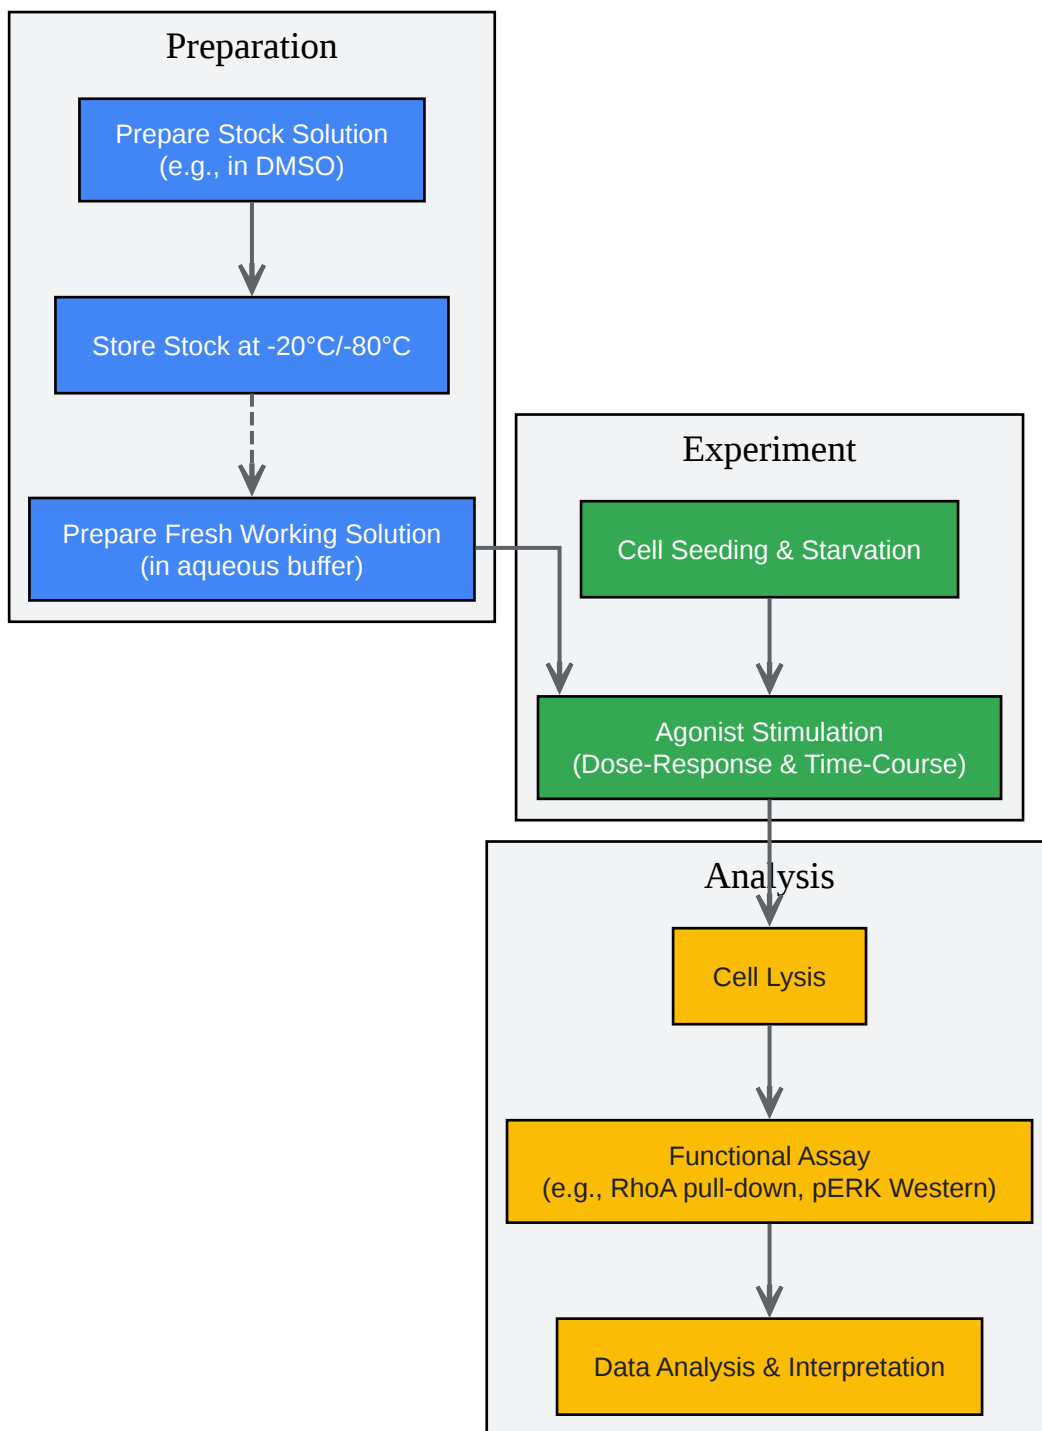 Preparation
Prepare Stock Solution
(e.g., in DMSO)
Store Stock at -20°C/-80°C
Prepare Fresh Working Solution
(in aqueous buffer)
Experiment
Cell Seeding & Starvation
Agonist Stimulation
(Dose-Response & Time-Course)
Analysis
Cell Lysis
Functional Assay
(e.g., RhoA pull-down, pERK Western)
Data Analysis & Interpretation